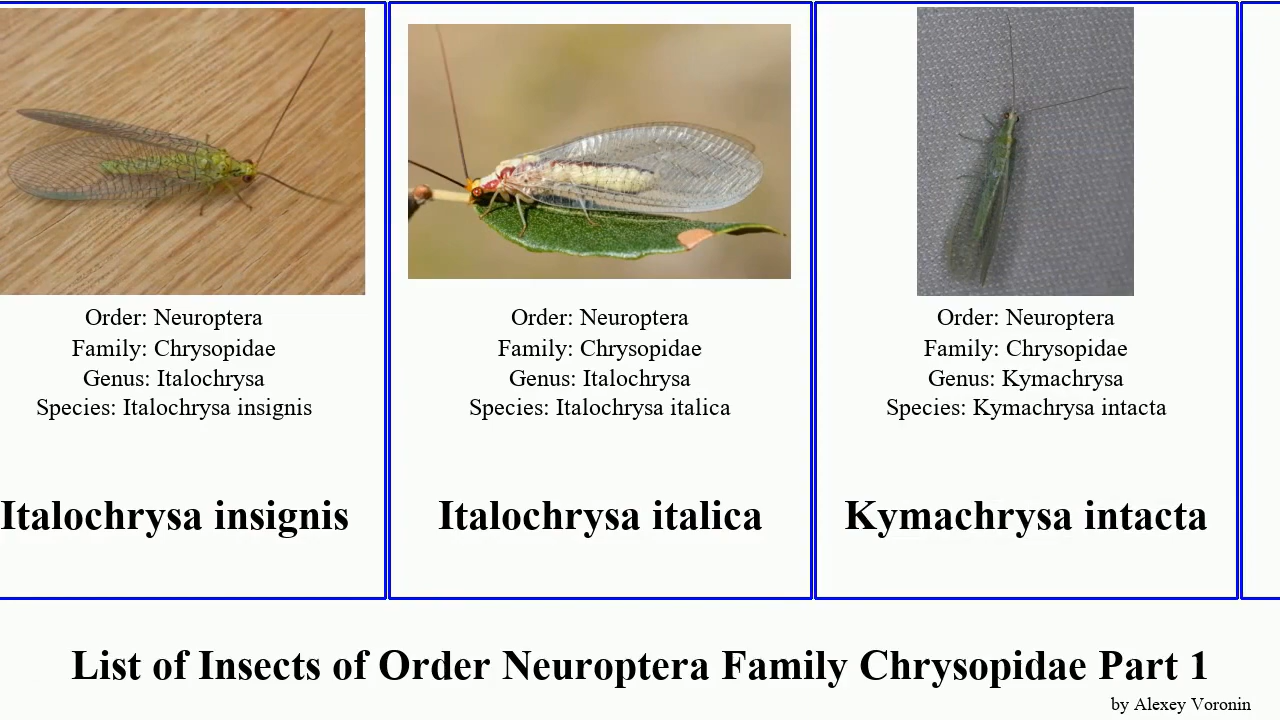 Order: Neuroptera
Family: Chrysopidae
Genus: Italochrysa
Species: Italochrysa insignis
Italochrysa insignis
Order: Neuroptera
Family: Chrysopidae
Genus: Italochrysa
Species: Italochrysa italica
Italochrysa italica
Order: Neuroptera
Family: Chrysopidae
Genus: Kymachrysa
Species: Kymachrysa intacta
Kymachrysa intacta
List of Insects of Order Neuroptera Family Chrysopidae Part 1
by Alexey Voronin